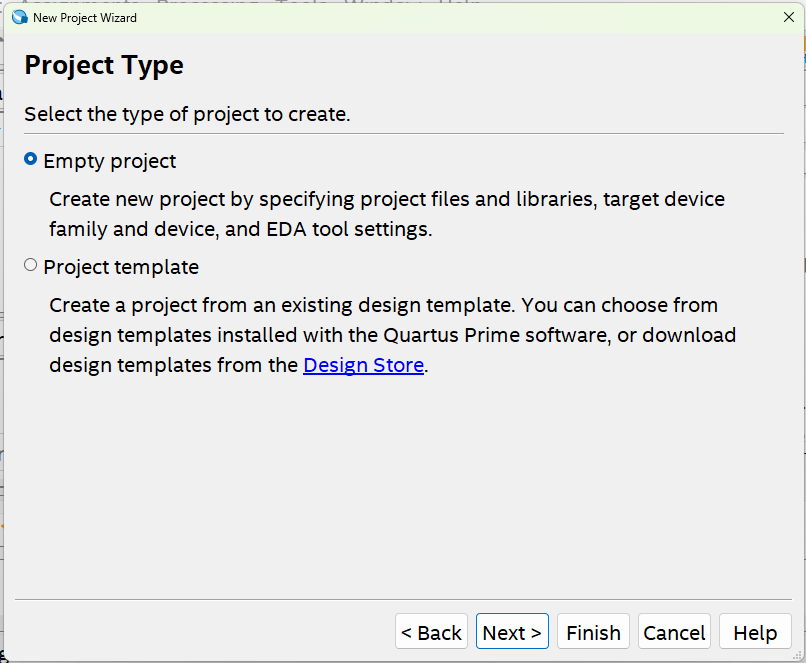 New Project Wizard
Project Type
Select the type of project to create.
Empty project
Create new project by specifying project files and libraries, target device
family and device, and EDA tool settings.
Project template
Create a project from an existing design template. You can choose from
design templates installed with the Quartus Prime software, or download
design templates from the Design Store.
< Back Next > Finish Cancel Help